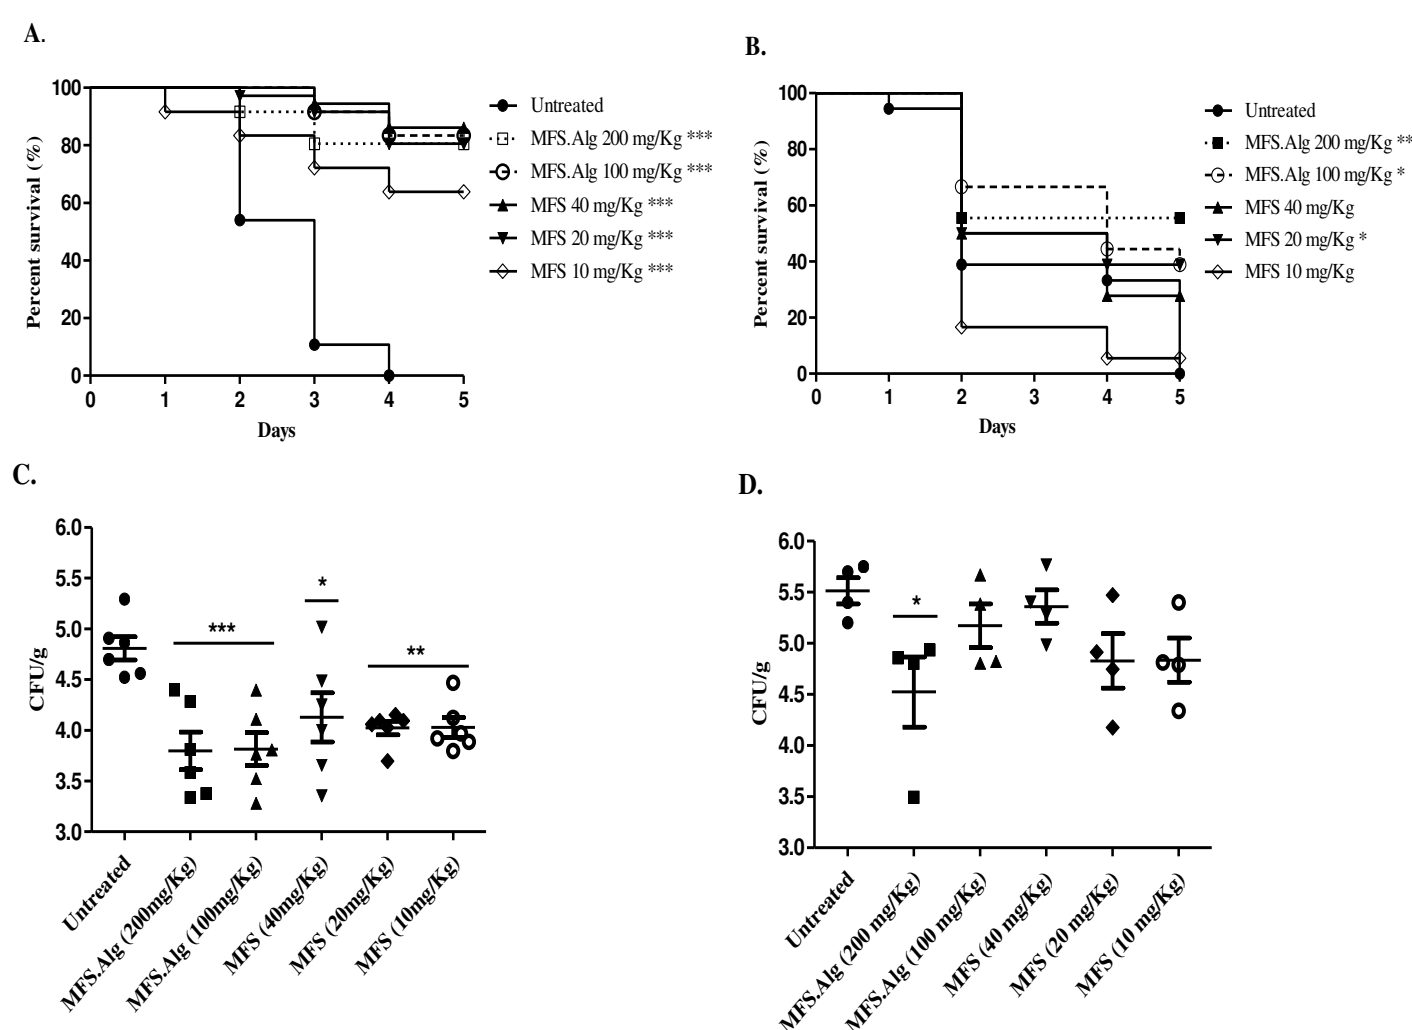 A.
Percent survival (%)
100
80
60
40
20
0
0 1 2 3 4 5
Days
Untreated
MFS.Alg 200 mg/Kg ***
MFS.Alg 100 mg/Kg ***
MFS 40 mg/Kg ***
MFS 20 mg/Kg ***
MFS 10 mg/Kg ***
B.
Percent survival (%)
100
80
60
40
20
0
0 1 2 3 4 5
Days
Untreated
MFS.Alg 200 mg/Kg **
MFS.Alg 100 mg/Kg *
MFS 40 mg/Kg
MFS 20 mg/Kg *
MFS 10 mg/Kg
C.
CFU/g
6.0
5.5
5.0
4.5
4.0
3.5
3.0
***
*
**
Untreated
MFS.Alg (200mg/Kg)
MFS.Alg (100mg/Kg)
MFS (40mg/Kg)
MFS (20mg/Kg)
MFS (10mg/Kg)
D.
CFU/g
6.0
5.5
5.0
4.5
4.0
3.5
3.0
*
Untreated
MFS.Alg (200 mg/Kg)
MFS.Alg (100 mg/Kg)
MFS (40 mg/Kg)
MFS (20 mg/Kg)
MFS (10 mg/Kg)